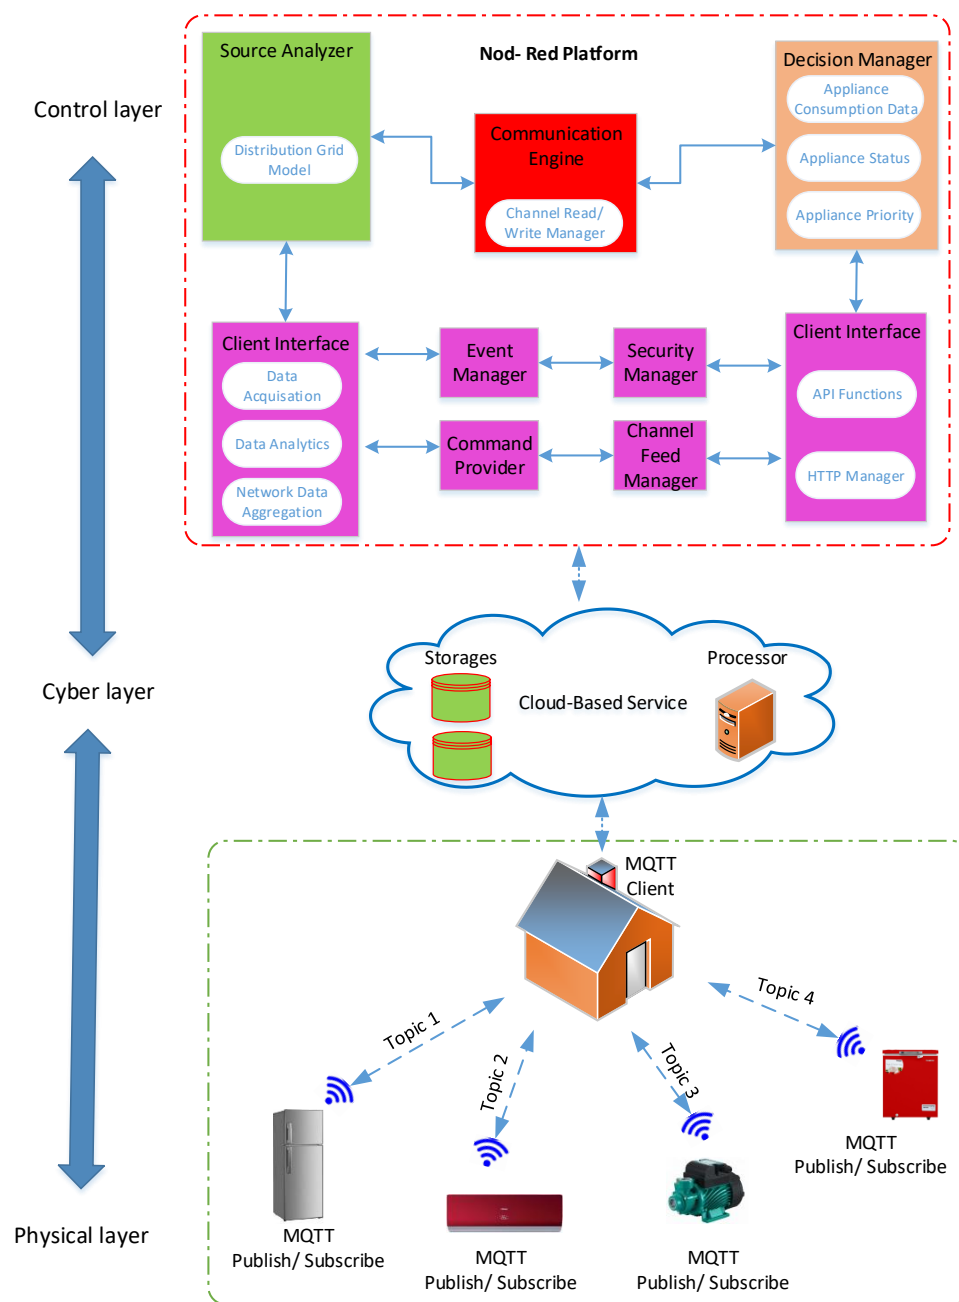 Control layer
Nod- Red Platform
Source Analyzer
Distribution Grid
Model
Communication
Engine
Channel Read/
Write Manager
Decision Manager
Appliance
Consumption Data
Appliance Status
Appliance Priority
Client Interface
Data
Acquisation
Data Analytics
Network Data
Aggregation
Event
Manager
Security
Manager
Command
Provider
Channel
Feed
Manager
Client Interface
API Functions
HTTP Manager
Cyber layer
Storages
Processor
Cloud-Based Service
MQTT
Client
Topic 1
Topic 2
Topic 3
Topic 4
MQTT
Publish/ Subscribe
MQTT
Publish/ Subscribe
MQTT
Publish/ Subscribe
MQTT
Publish/ Subscribe
Physical layer